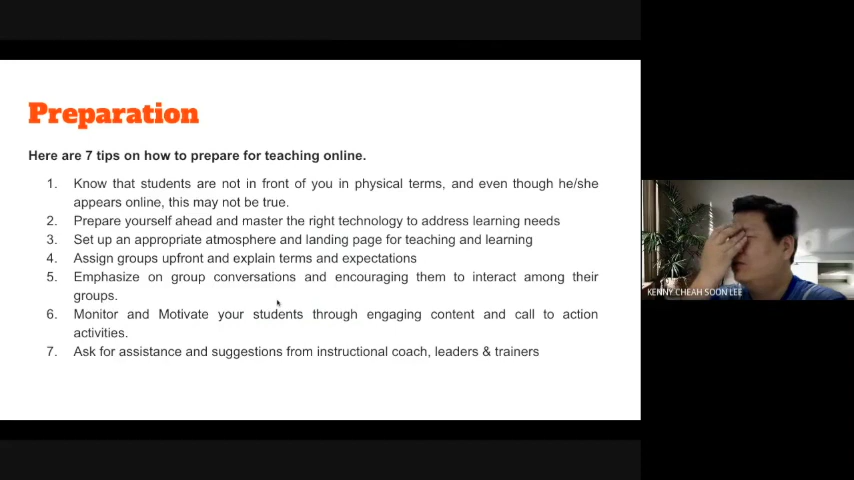 Preparation
Here are 7 tips on how to prepare for teaching online.
1. Know that students are not in front of you in physical terms, and even though he/she
appears online, this may not be true.
2. Prepare yourself ahead and master the right technology to address learning needs
3. Set up an appropriate atmosphere and landing page for teaching and learning
4. Assign groups upfront and explain terms and expectations
5. Emphasize on group conversations and encouraging them to interact among their
groups.
6. Monitor and Motivate your students through engaging content and call to action
activities.
7. Ask for assistance and suggestions from instructional coach, leaders & trainers
KENNY CHEAH SOON LEE